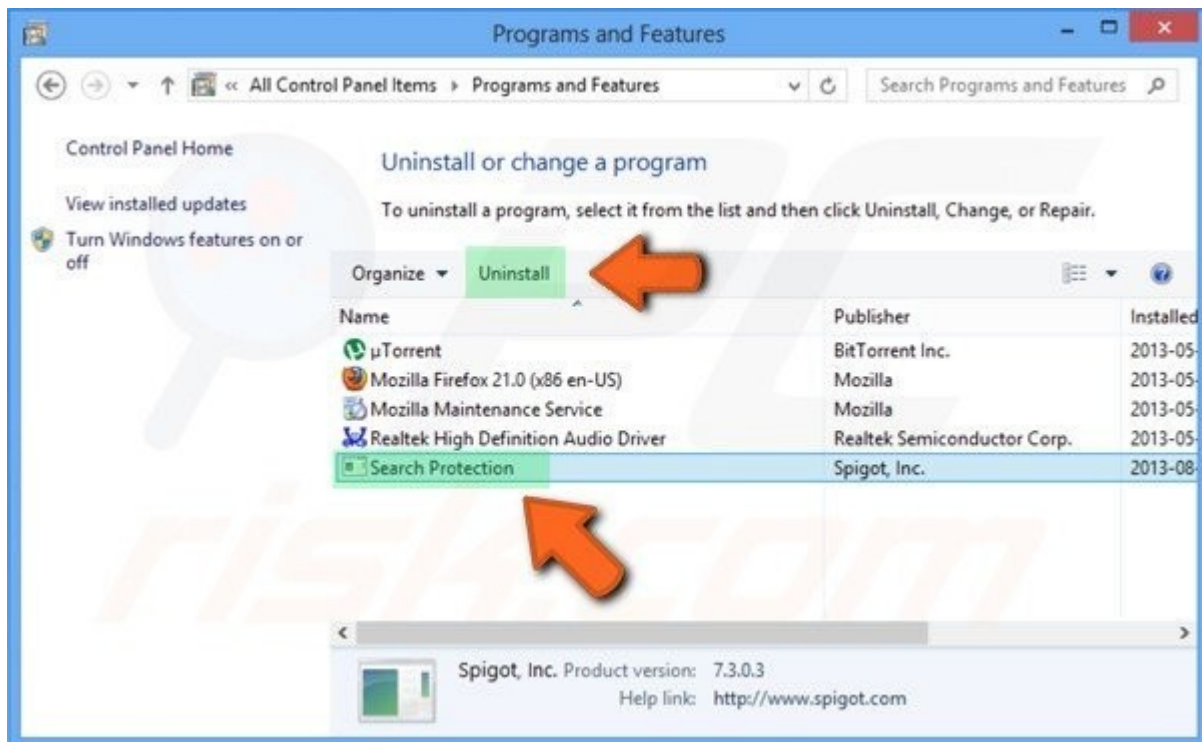 Programs and Features
« All Control Panel Items ▸ Programs and Features
Search Programs and Features
Control Panel Home
View installed updates
Turn Windows features on or
off
Uninstall or change a program
To uninstall a program, select it from the list and then click Uninstall, Change, or Repair.
Organize Uninstall
Name Publisher Installed
µTorrent BitTorrent Inc. 2013-05-
Mozilla Firefox 21.0 (x86 en-US) Mozilla 2013-05-
Mozilla Maintenance Service Mozilla 2013-05-
Realtek High Definition Audio Driver Realtek Semiconductor Corp. 2013-05-
Search Protection Spigot, Inc. 2013-08-
Spigot, Inc. Product version: 7.3.0.3
Help link: http://www.spigot.com
PC
risk.com